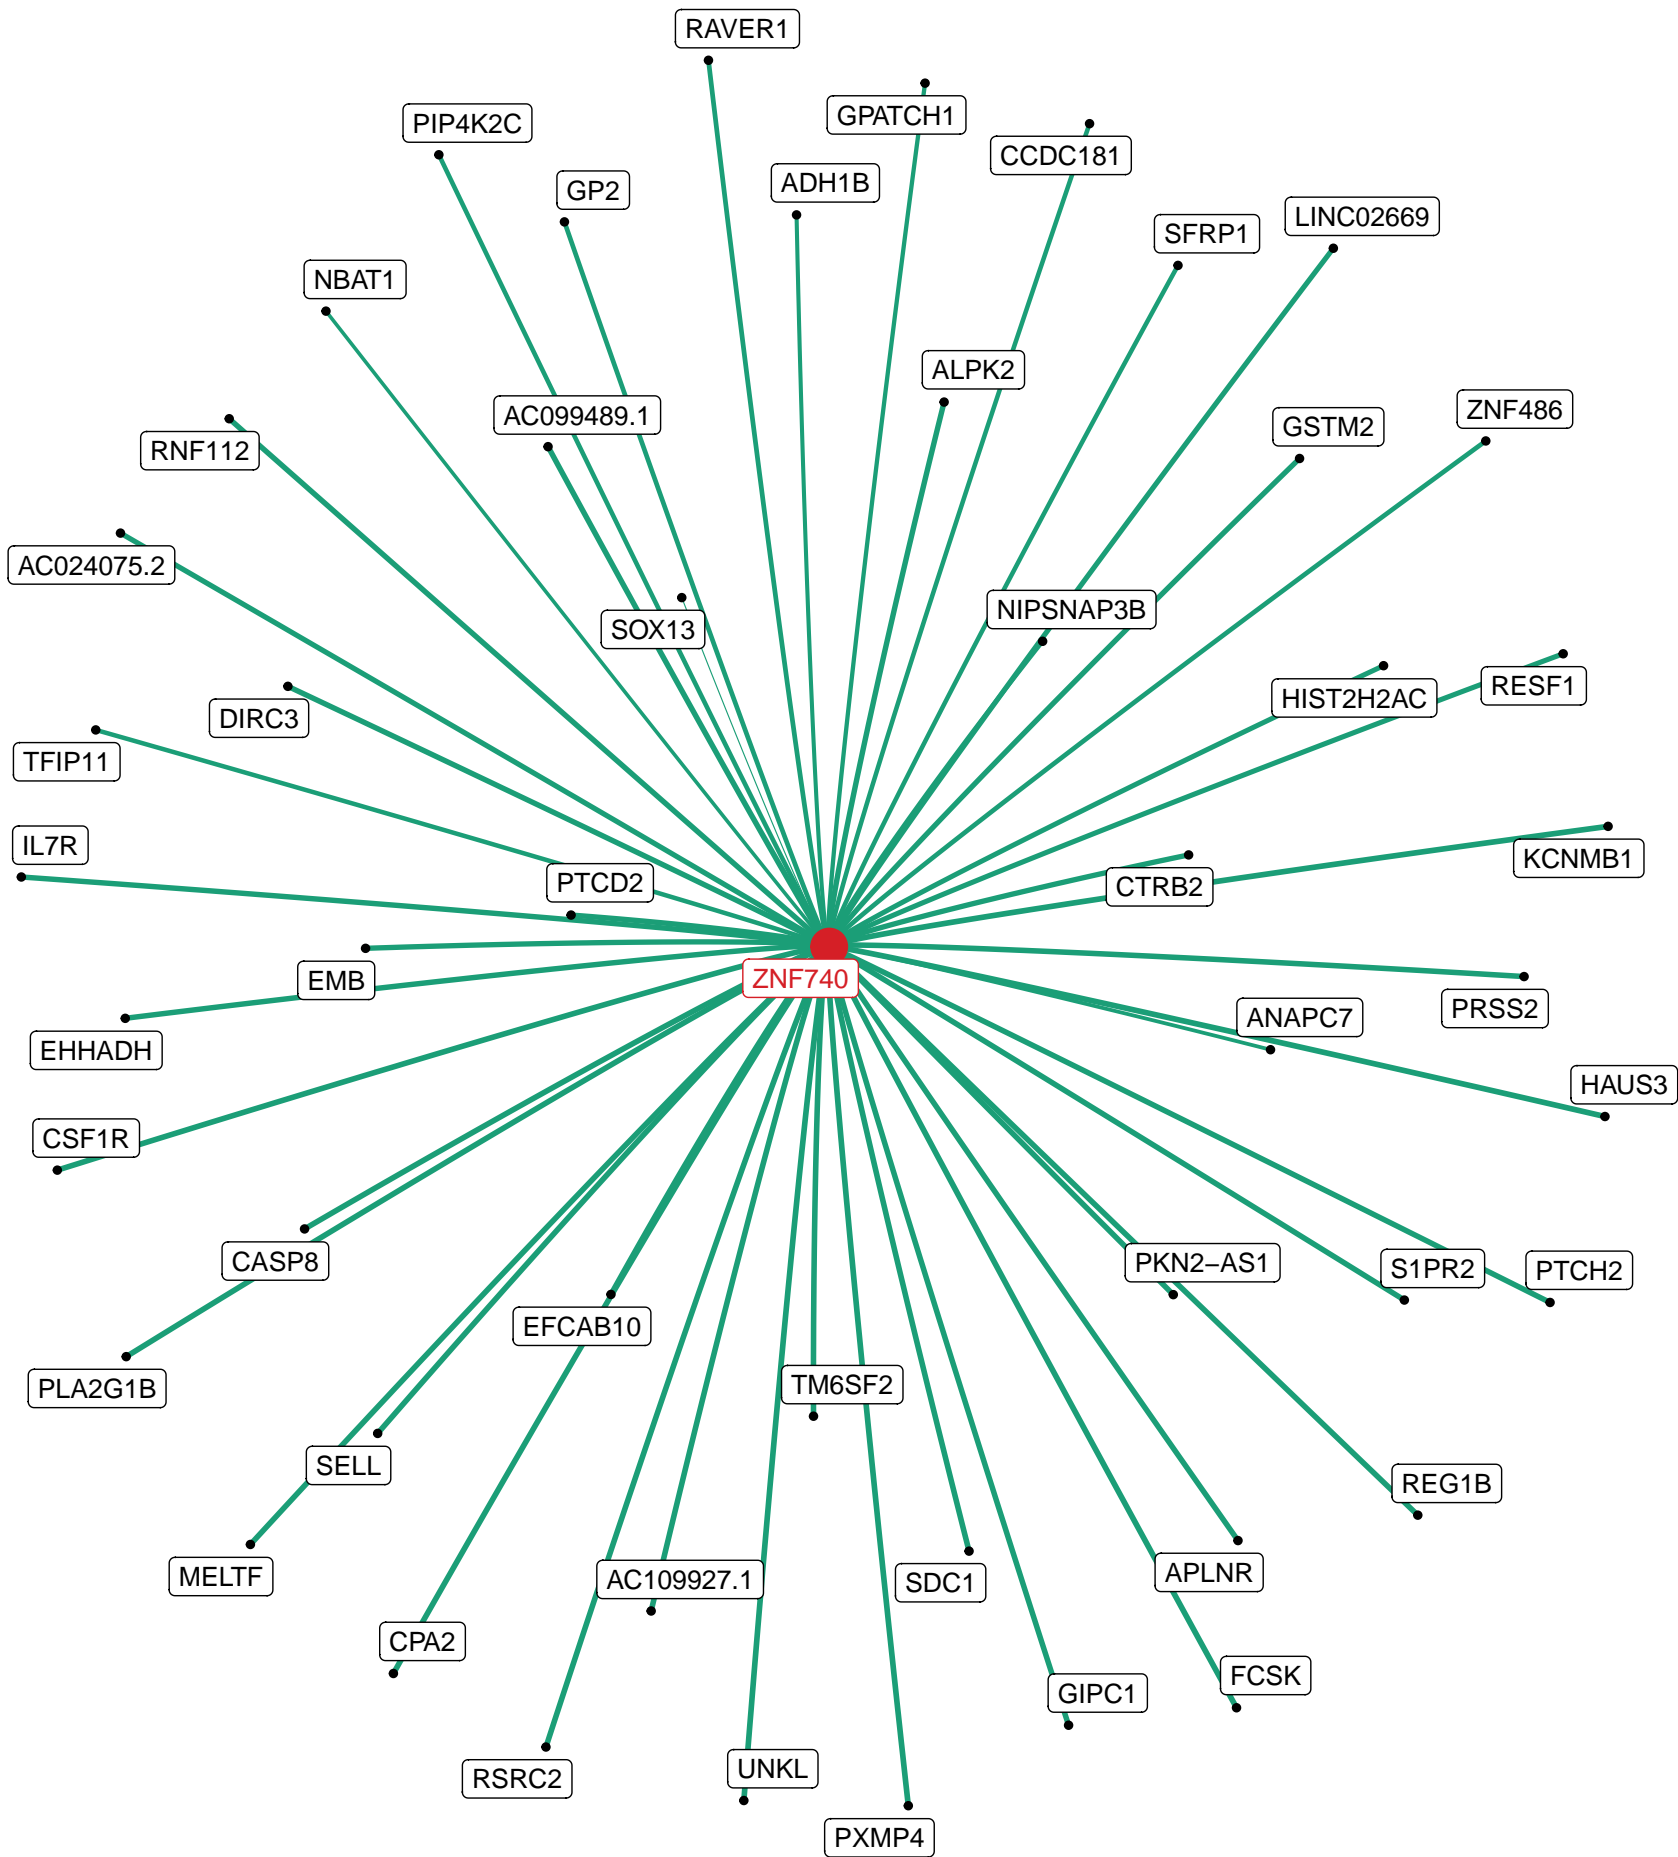 RAVER1
GPATCH1
PIP4K2C
CCDC181
ADH1B
GP2
LINC02669
SFRP1
NBAT1
ALPK2
ZNF486
AC099489.1
GSTM2
RNF112
AC024075.2
NIPSNAP3B
SOX13
RESF1
HIST2H2AC
DIRC3
TFIP11
IL7R
KCNMB1
PTCD2
CTRB2
ZNF740
EMB
PRSS2
ANAPC7
EHHADH
HAUS3
CSF1R
CASP8
PKN2−AS1
S1PR2
PTCH2
EFCAB10
TM6SF2
PLA2G1B
SELL
REG1B
APLNR
MELTF
AC109927.1
SDC1
CPA2
FCSK
GIPC1
UNKL
RSRC2
PXMP4